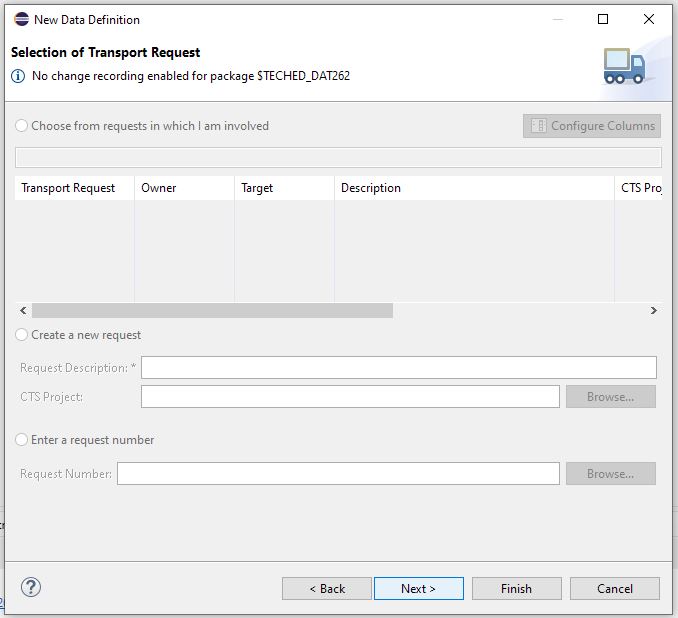 New Data Definition
Selection of Transport Request
No change recording enabled for package $TECHED_DAT262
Choose from requests in which I am involved
Configure Columns
Transport Request Owner Target Description CTS Proj
Create a new request
Request Description: *
CTS Project: Browse...
Enter a request number
Request Number: Browse...
? < Back Next > Finish Cancel